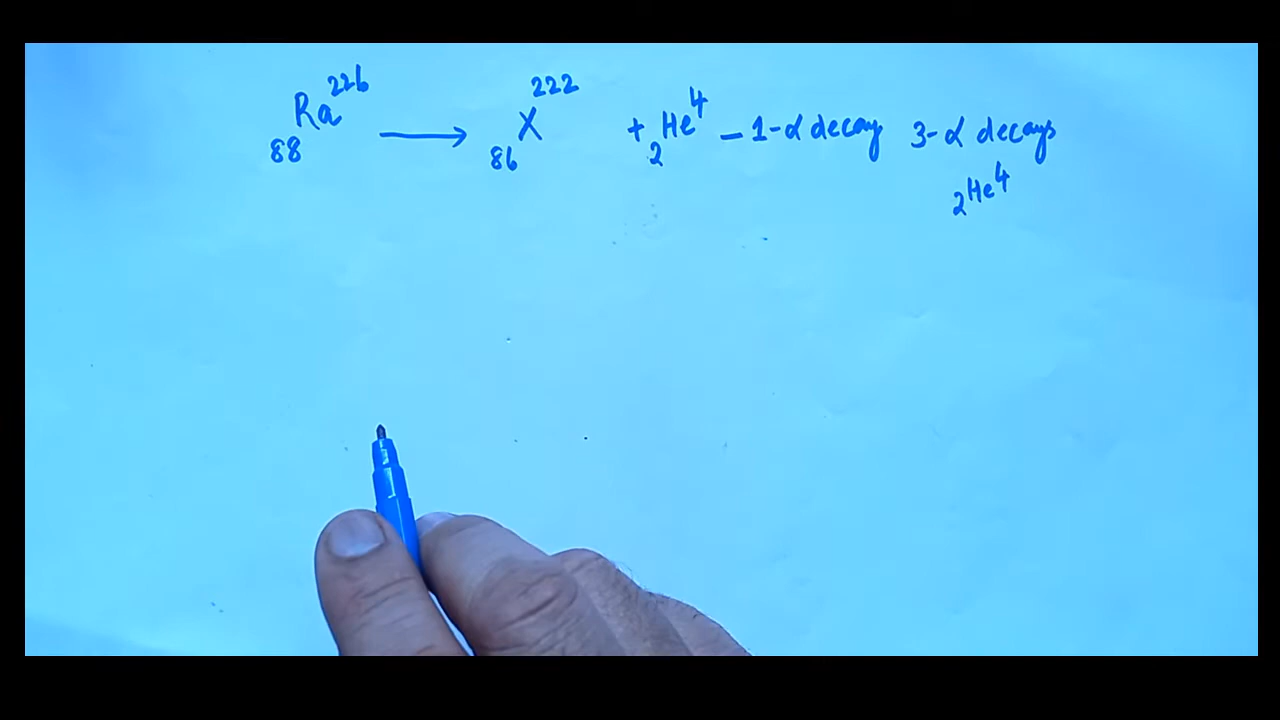 ₈₈Ra²²⁶ ⟶ ₈₆X²²² + ₂He⁴ – 1-α decay 3-α decays
₂He⁴